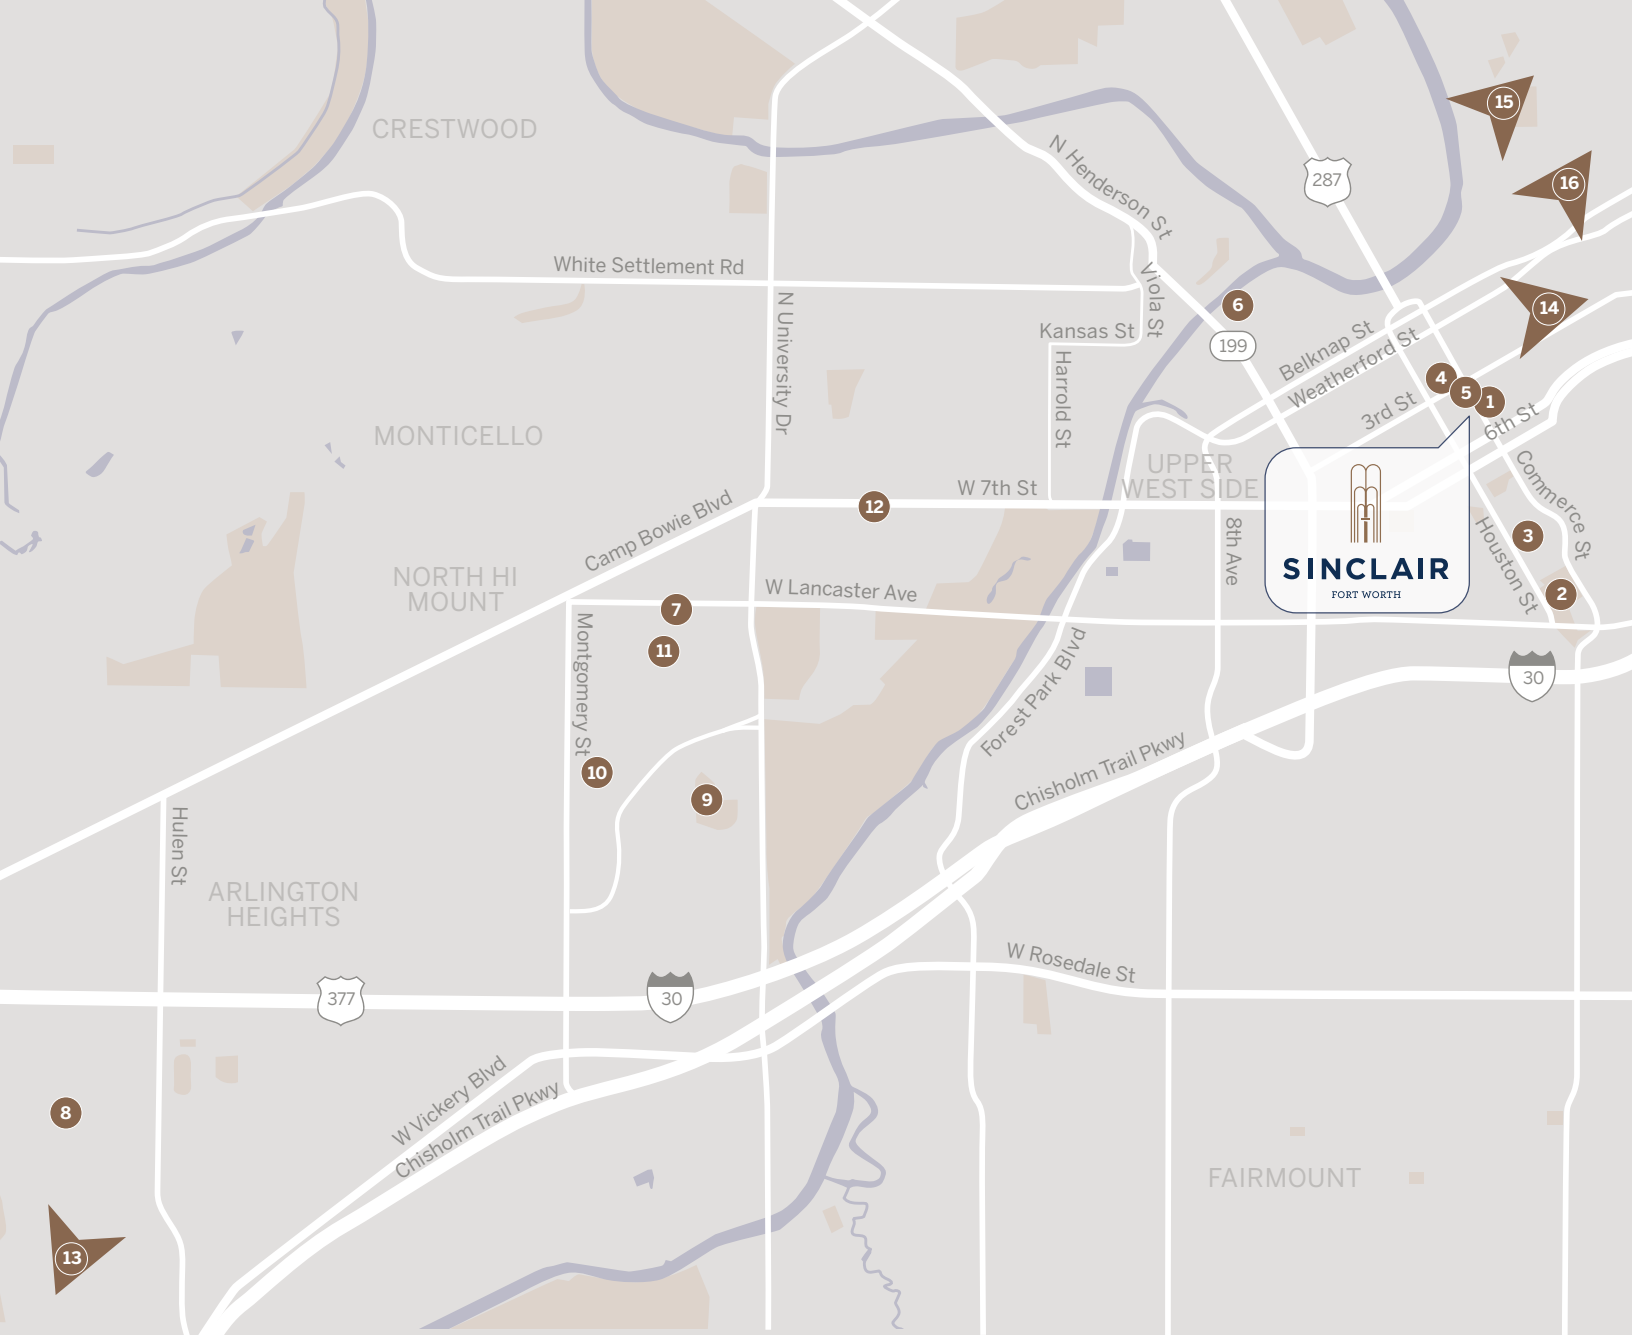 15
CRESTWOOD
N Henderson St
287
16
White Settlement Rd
Viola St
6
14
N University Dr
Kansas St
199
Belknap St
Weatherford St
Harrold St
4
5
1
3rd St
6th St
MONTICELLO
UPPER
WEST SIDE
Commerce St
W 7th St
12
Camp Bowie Blvd
8th Ave
Houston St
3
SINCLAIR
FORT WORTH
NORTH HI
MOUNT
W Lancaster Ave
2
7
Montgomery St
11
Forest Park Blvd
30
10
9
Chisholm Trail Pkwy
Hulen St
ARLINGTON
HEIGHTS
W Rosedale St
377
30
W Vickery Blvd
Chisholm Trail Pkwy
8
FAIRMOUNT
13